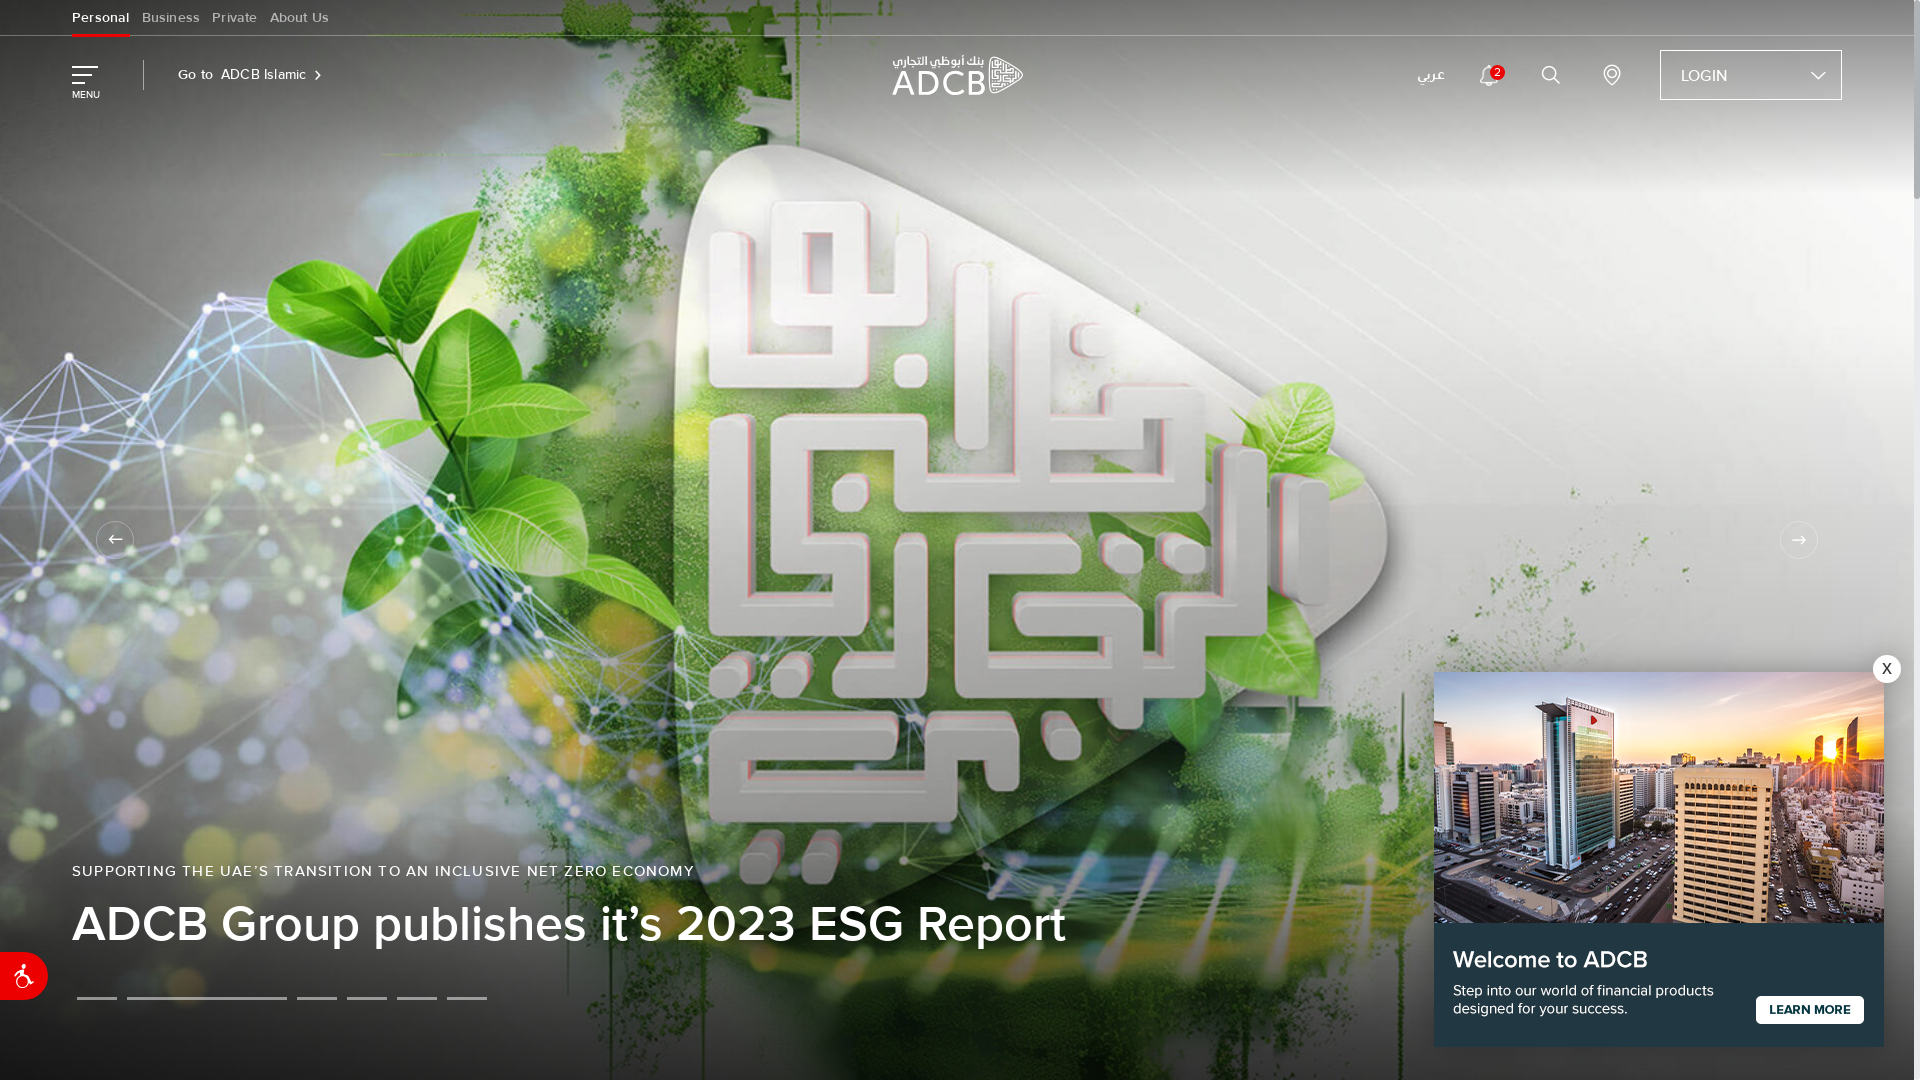 Personal Business Private About Us
MENU
Go to ADCB Islamic
بنك أبوظبي التجاري
ADCB
عربي
2
LOGIN
SUPPORTING THE UAE'S TRANSITION TO AN INCLUSIVE NET ZERO ECONOMY
ADCB Group publishes it’s 2023 ESG Report
X
Welcome to ADCB
Step into our world of financial products
designed for your success.
LEARN MORE